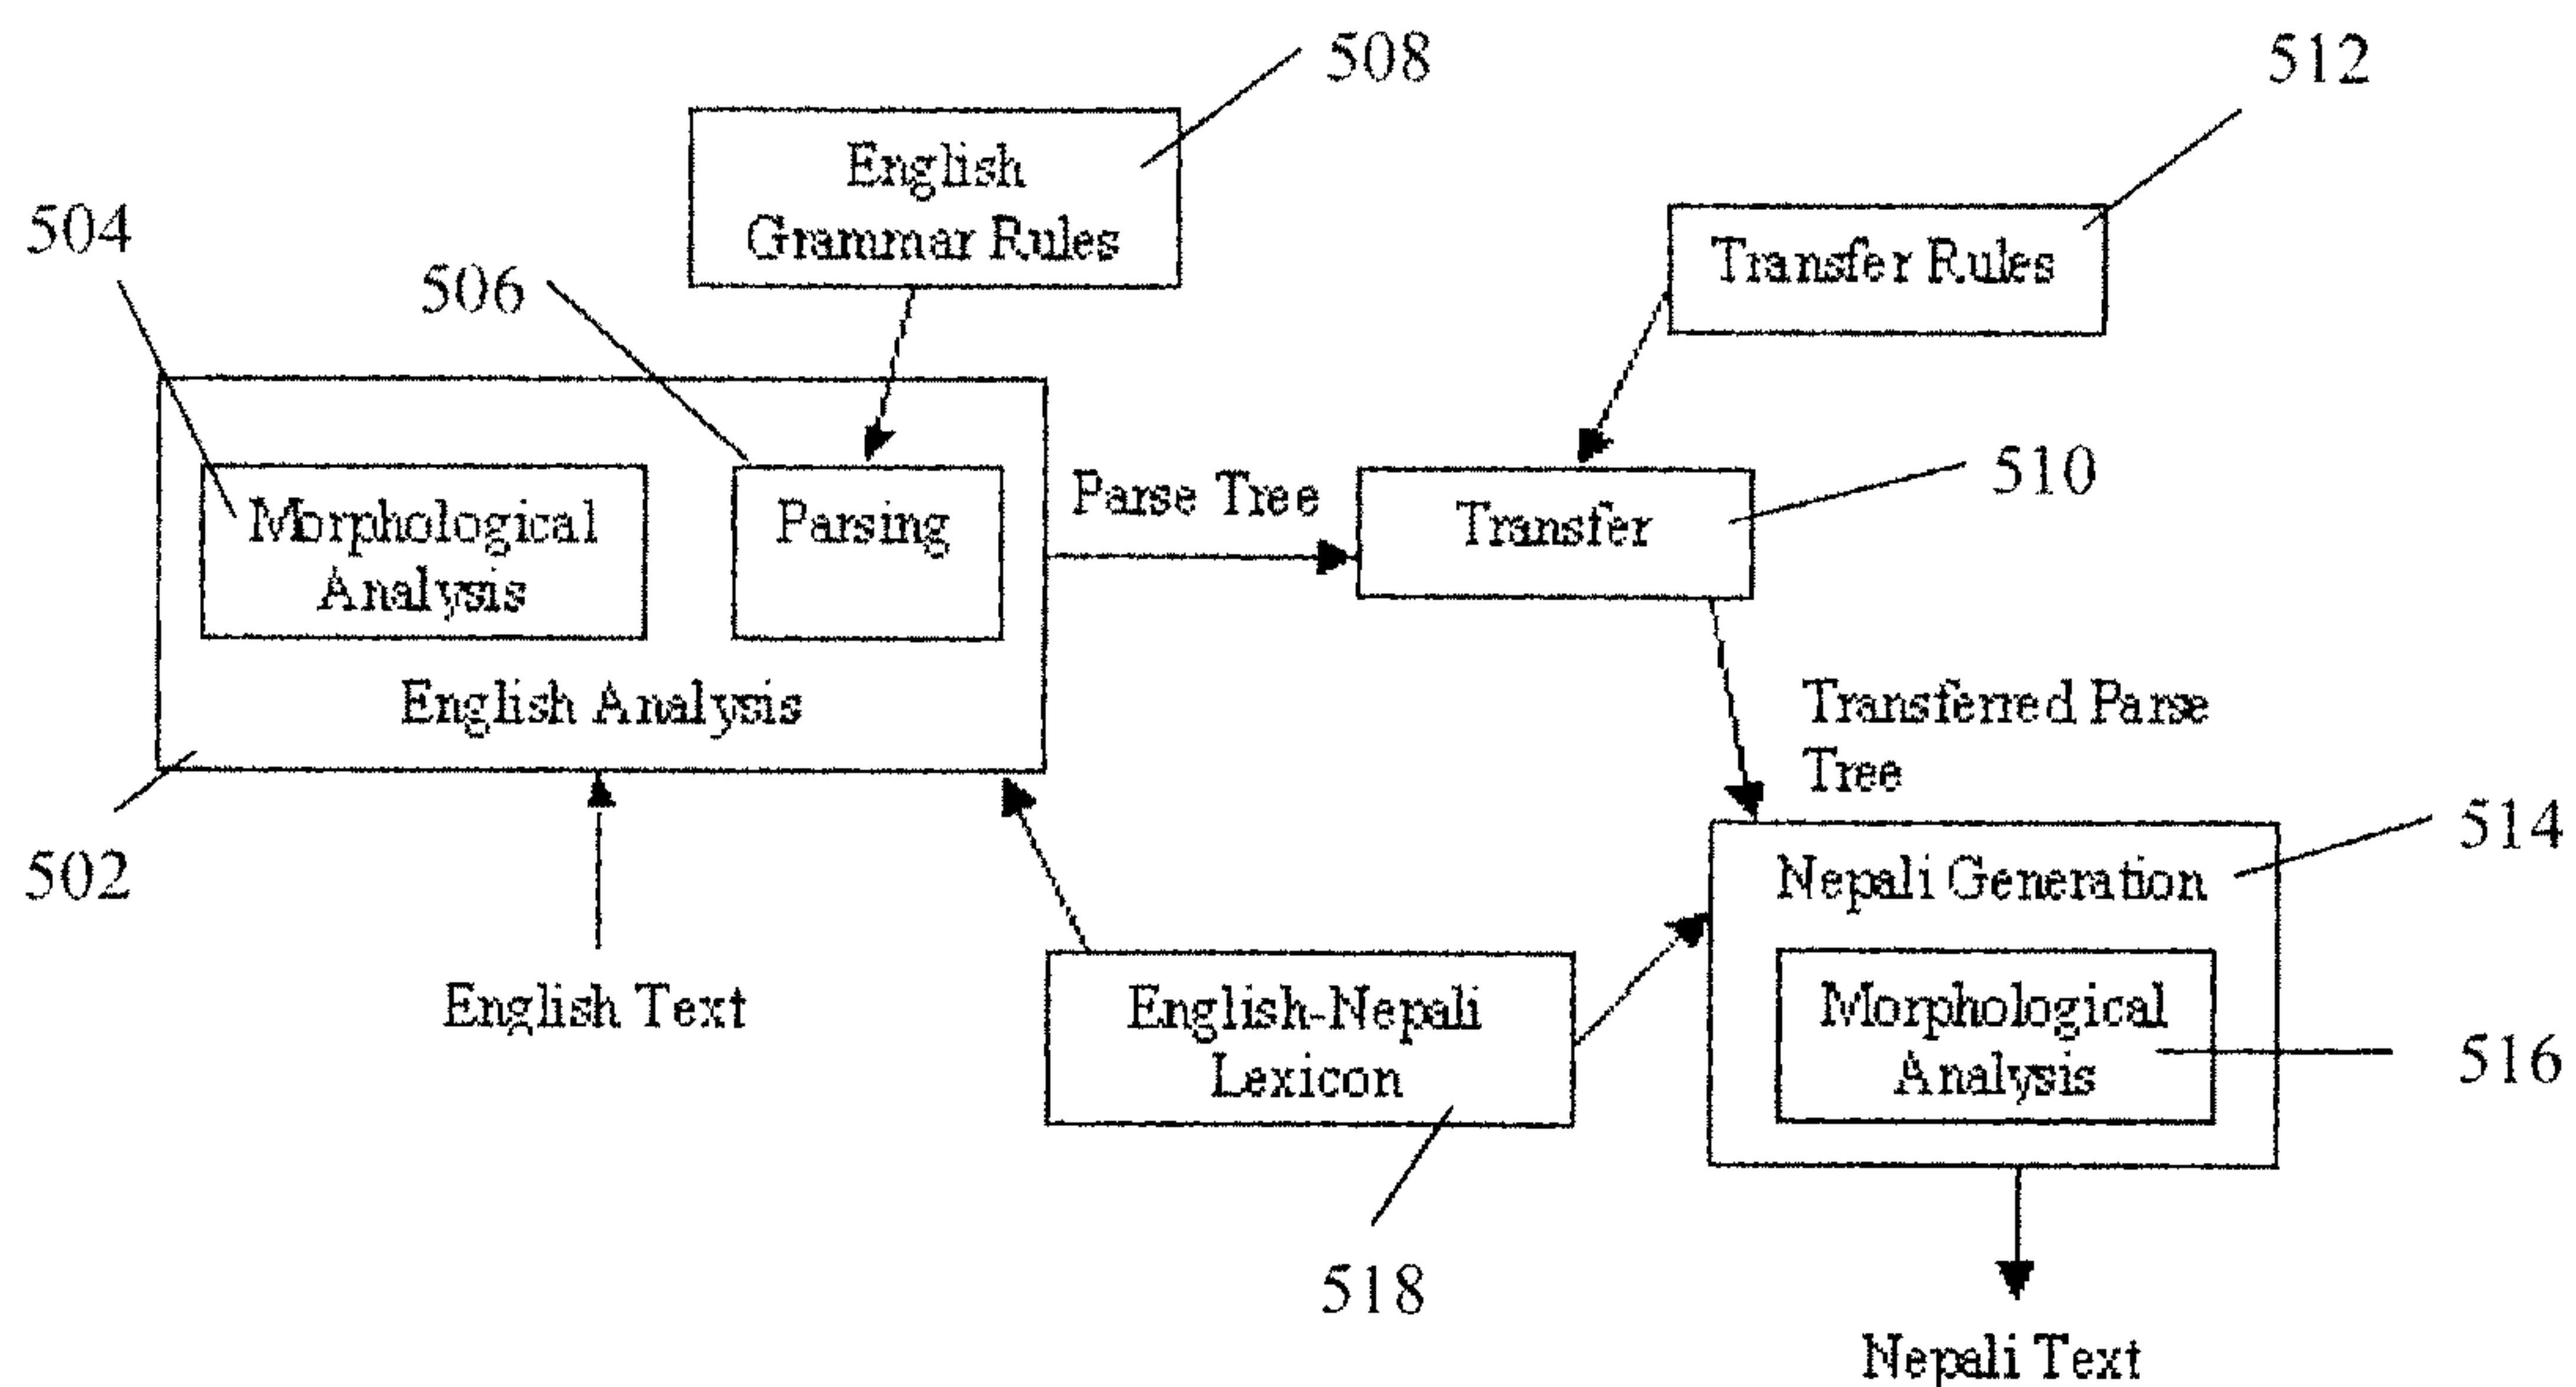 508
512
English
Grammar Rules
504
Transfer Rules
506
510
Parse Tree
Morphological
Analysis
Parsing
Transfer
English Analysis
Transferred Parse
Tree
502
514
Nepali Generation
English Text
English-Nepali
Lexicon
Morphological
Analysis
516
518
Nepali Text